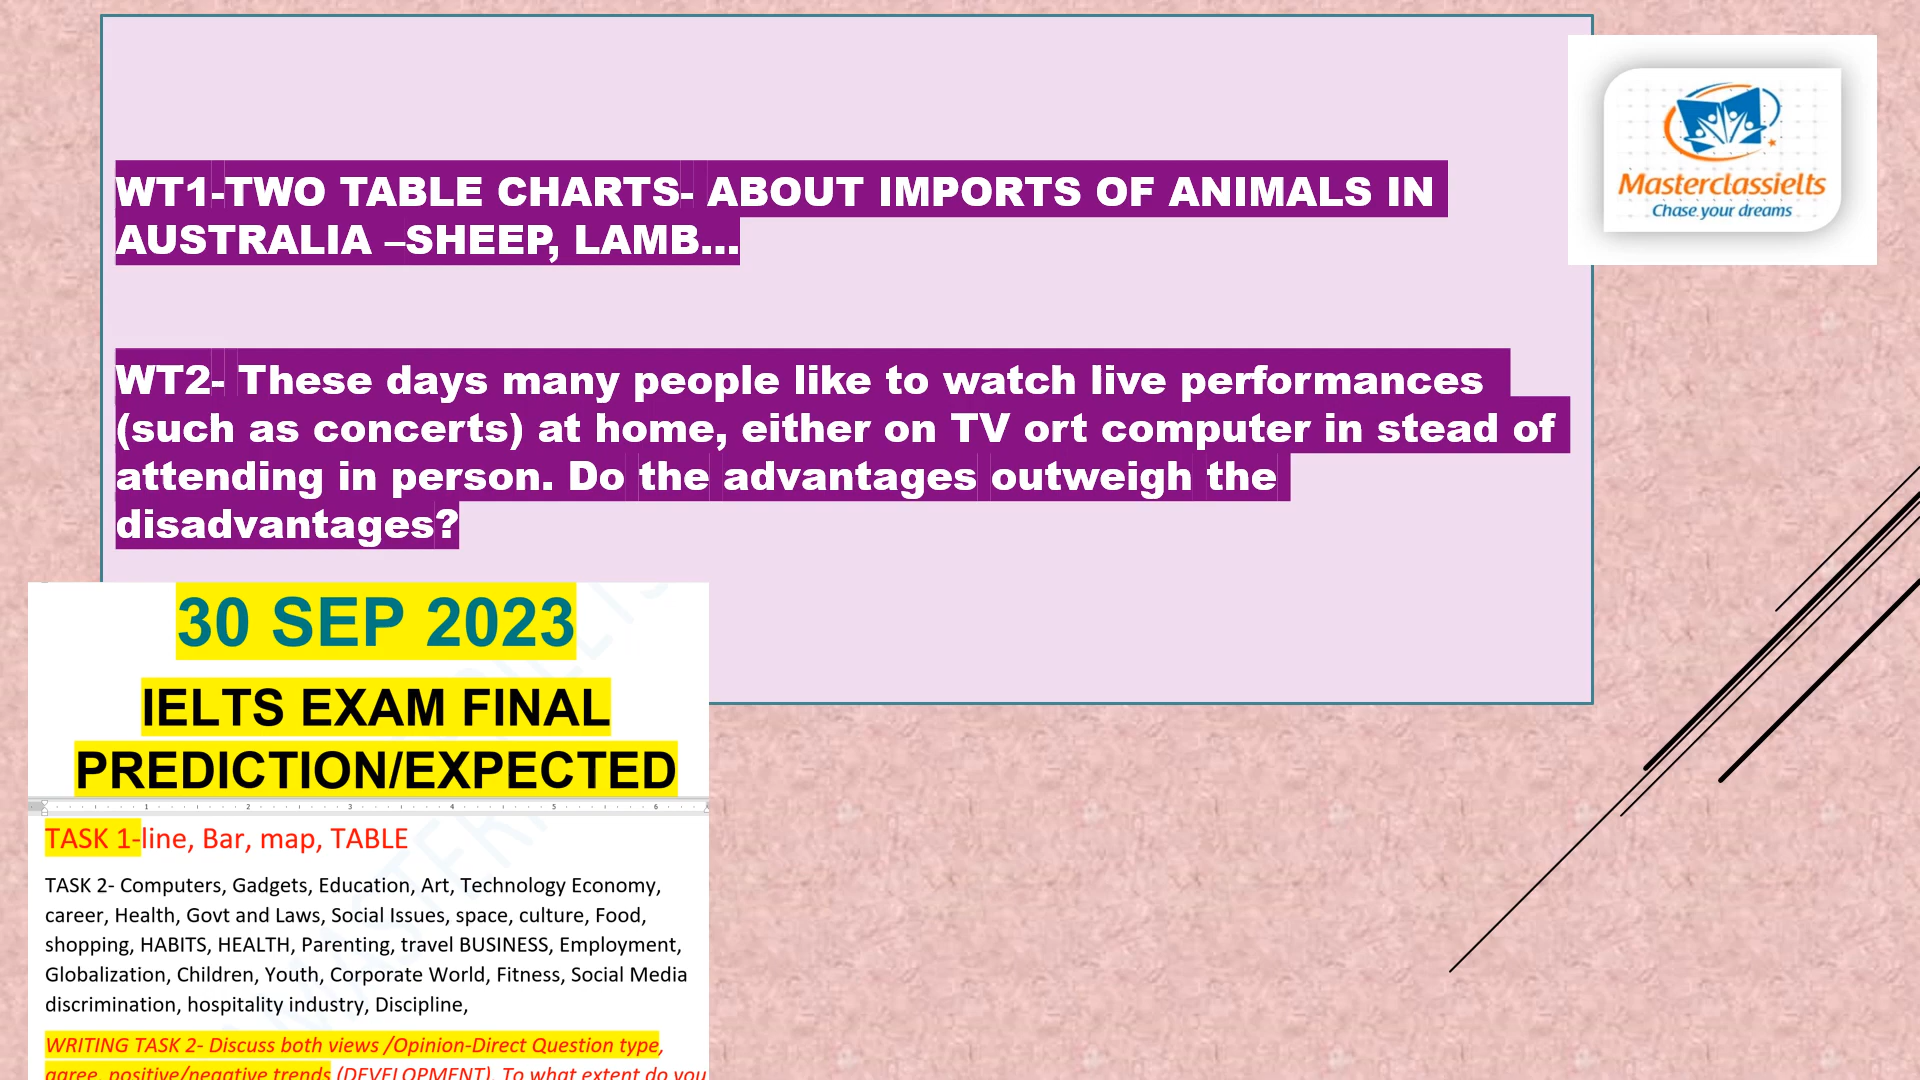 WT1-TWO TABLE CHARTS- ABOUT IMPORTS OF ANIMALS IN
AUSTRALIA –SHEEP, LAMB...
WT2- These days many people like to watch live performances
(such as concerts) at home, either on TV ort computer in stead of
attending in person. Do the advantages outweigh the
disadvantages?
Masterclassielts
Chase your dreams
30 SEP 2023
IELTS EXAM FINAL
PREDICTION/EXPECTED
1 2 3 4 5 6
TASK 1-line, Bar, map, TABLE
TASK 2- Computers, Gadgets, Education, Art, Technology Economy,
career, Health, Govt and Laws, Social Issues, space, culture, Food,
shopping, HABITS, HEALTH, Parenting, travel BUSINESS, Employment,
Globalization, Children, Youth, Corporate World, Fitness, Social Media
discrimination, hospitality industry, Discipline,
WRITING TASK 2- Discuss both views /Opinion-Direct Question type,
agree, positive/negative trends (DEVELOPMENT), To what extent do you